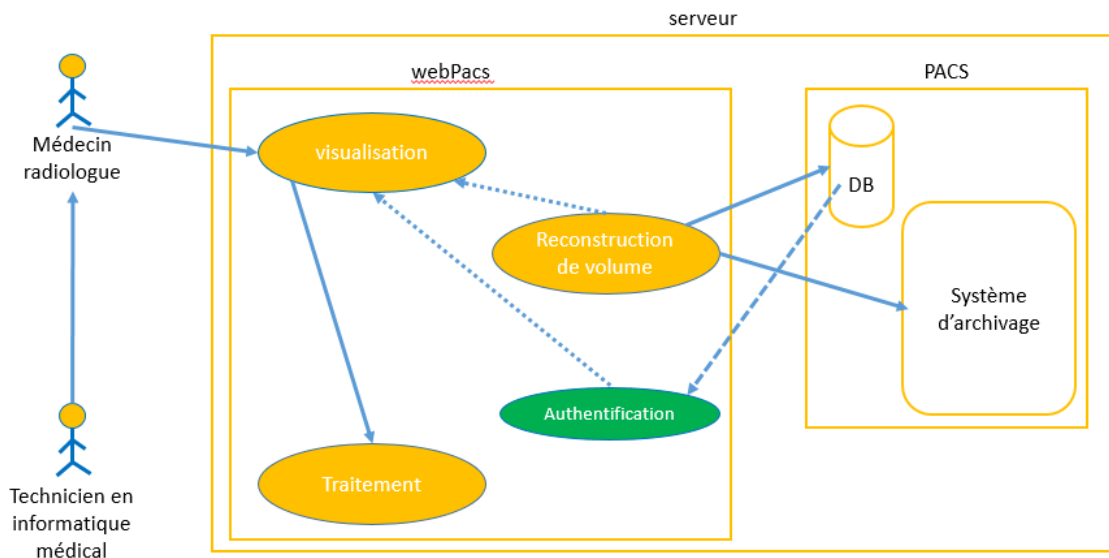 serveur
webPacs
PACS
Médecin
radiologue
visualisation
DB
Reconstruction
de volume
Système
d'archivage
Authentification
Traitement
Technicien en
informatique
médical